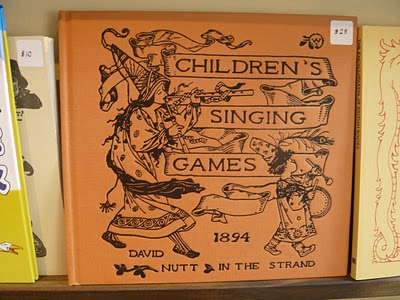 $10
$25
CHILDREN'S
SINGING
GAMES
1894
DAVID
NUTT IN THE STRAND